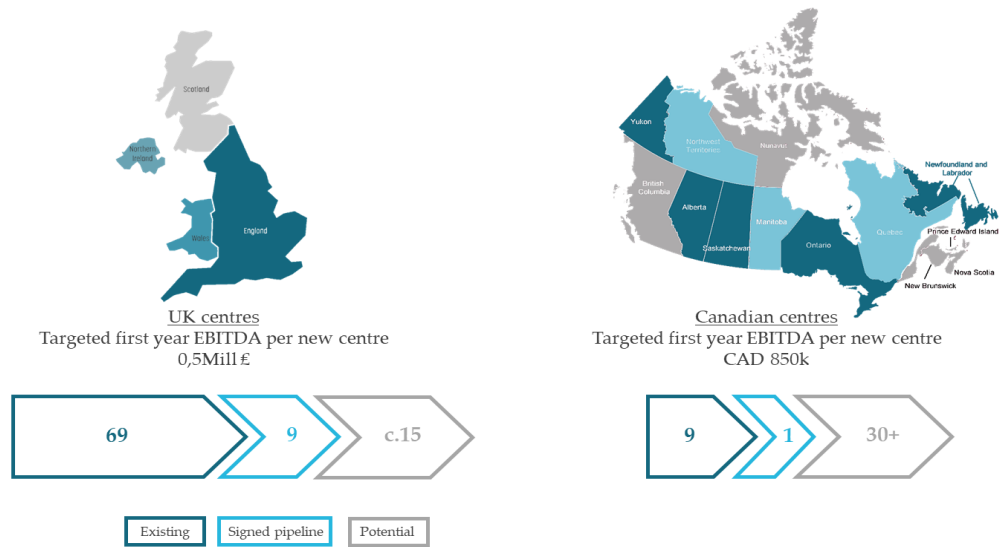 Scotland
Northern
Ireland
Wales
England
UK centres
Targeted first year EBITDA per new centre
0,5Mill £
69
9
c.15
Yukon
Northwest
Territories
Nunavut
British
Columbia
Alberta
Saskatchewan
Manitoba
Ontario
Quebec
Newfoundland and
Labrador
Prince Edward Island
Nova Scotia
New Brunswick
Canadian centres
Targeted first year EBITDA per new centre
CAD 850k
9
1
30+
Existing
Signed pipeline
Potential